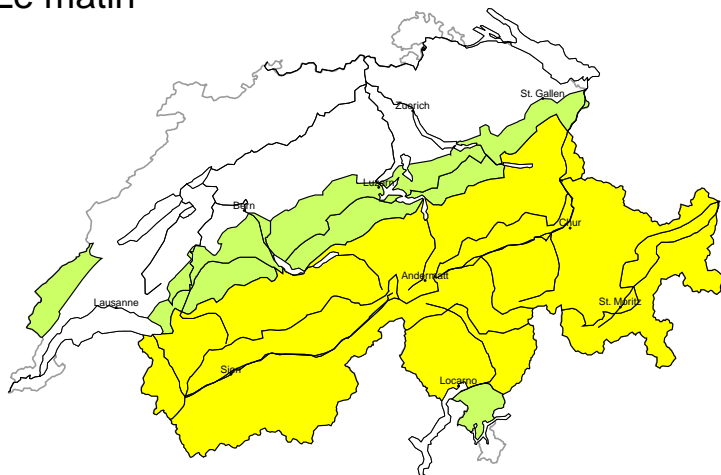 Le matin
St. Gallen
Zuerich
Luzern
Bern
Chur
Andermatt
Lausanne
St. Moritz
Sion
Locarno